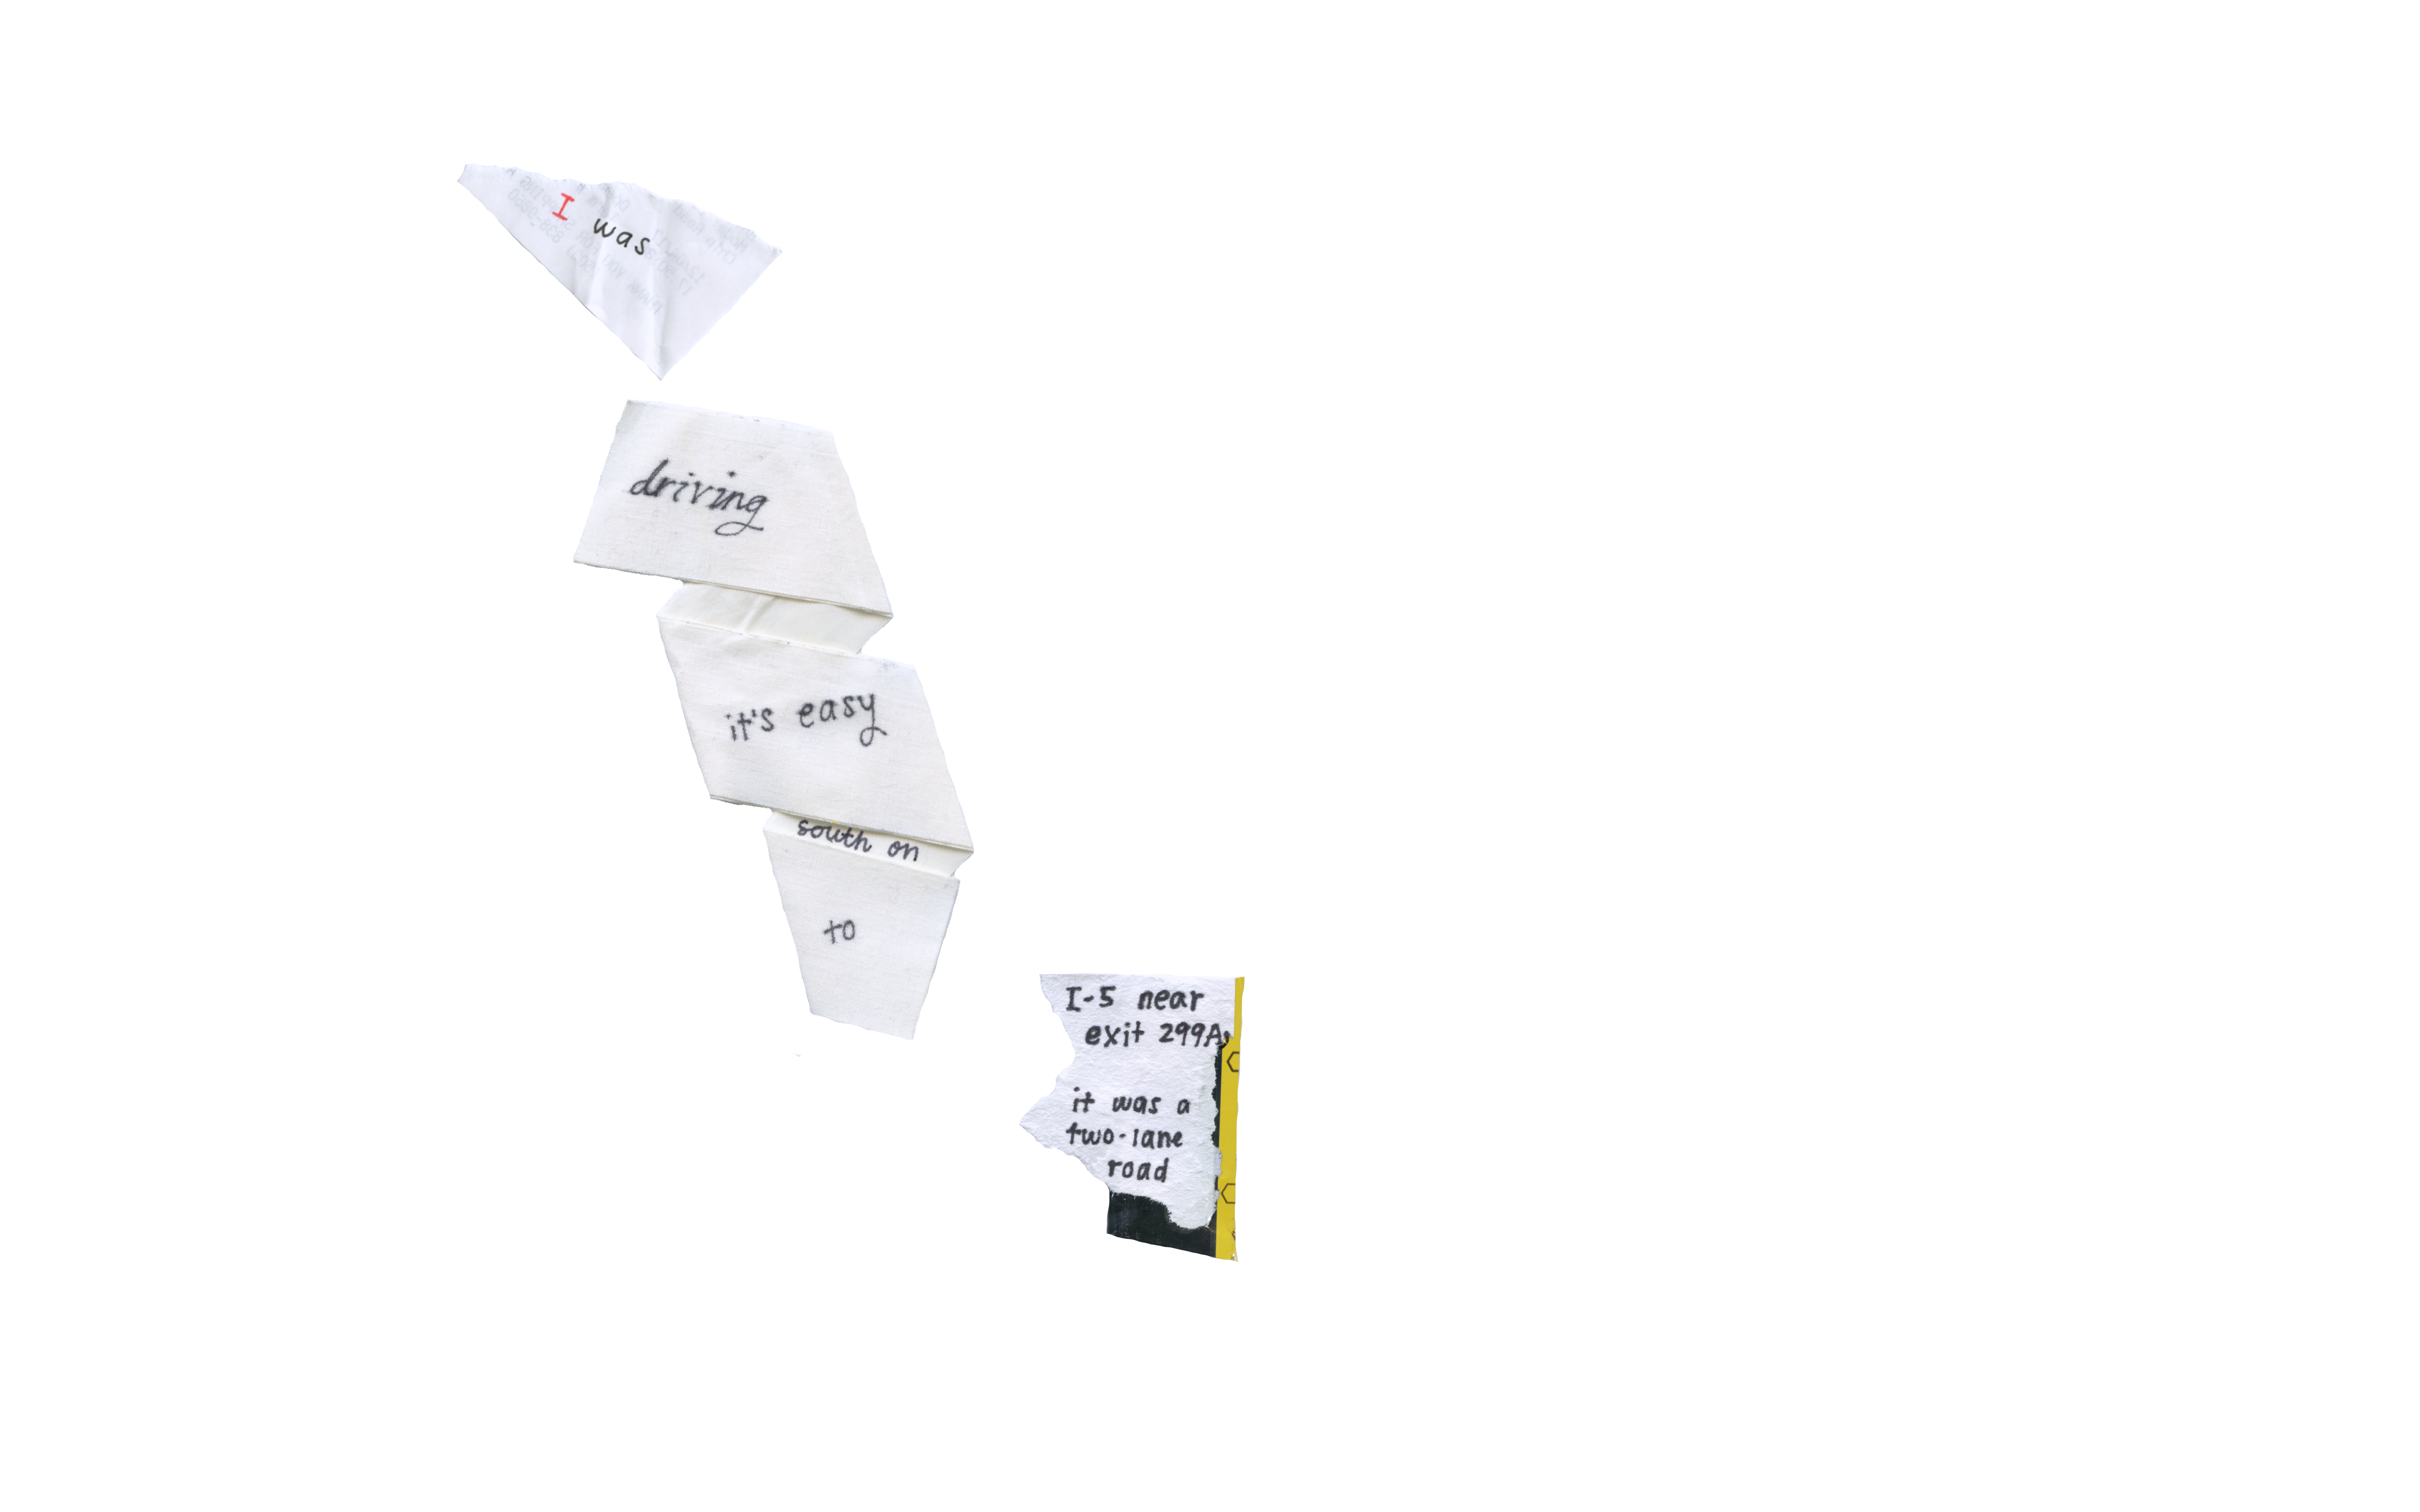 I was
driving
it's easy
south on
to
I-5 near
exit 299A,
it was a
two-lane
road